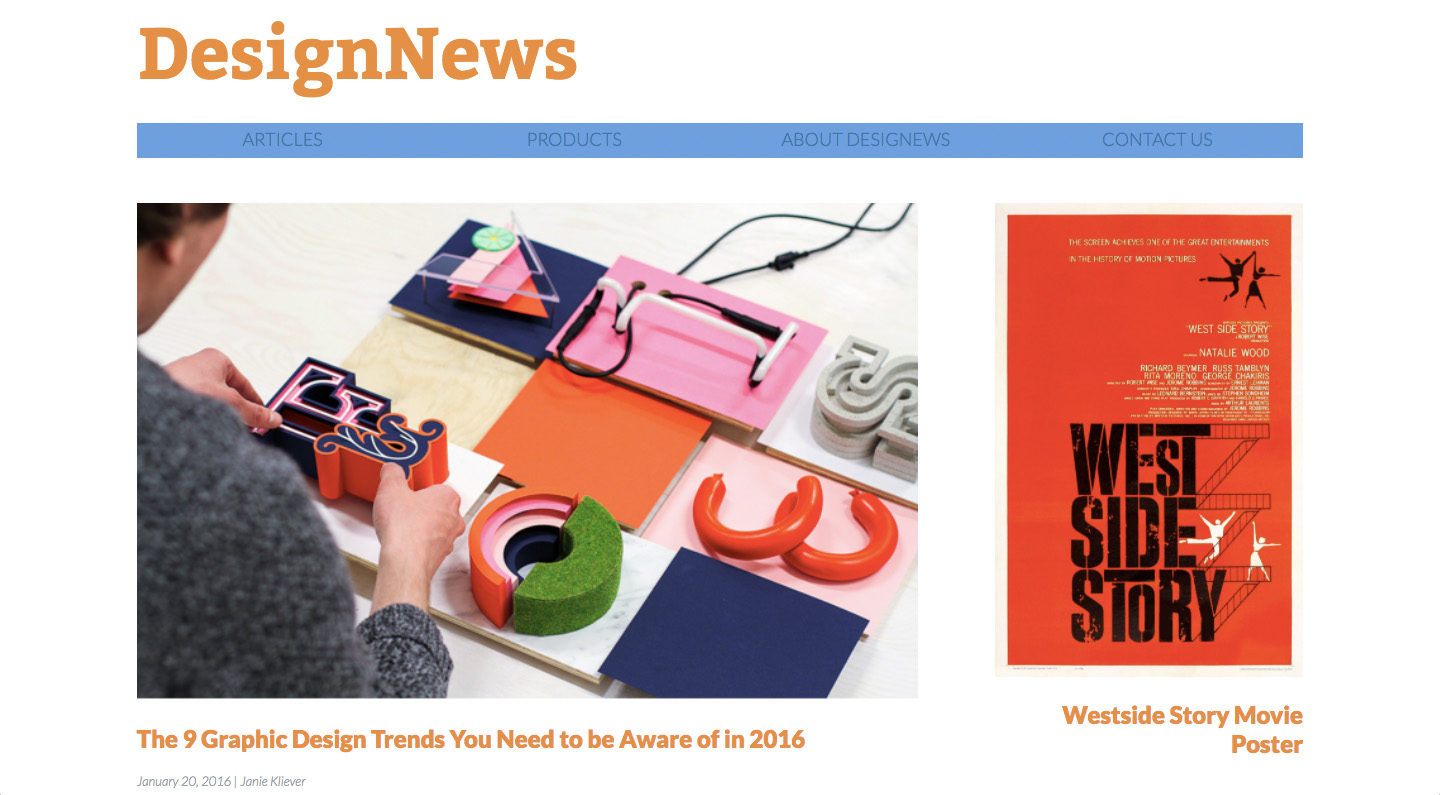 DesignNews
ARTICLES PRODUCTS ABOUT DESIGNEWS CONTACT US
THE SCREEN ACHIEVES ONE OF THE GREAT ENTERTAINMENTS
IN THE HISTORY OF MOTION PICTURES
"WEST SIDE STORY"
ROBERT WISE
NATALIE WOOD
RICHARD BEYMER RUSS TAMBLYN
RITA MORENO GEORGE CHAKIRIS
ROBERT WISE AND JEROME ROBBINS ERNEST LEHMAN
JEROME ROBBINS
LEONARD BERNSTEIN STEPHEN SONDHEIM
ARTHUR LAURENTS
WEST
SIDE
STORY
The 9 Graphic Design Trends You Need to be Aware of in 2016
January 20, 2016 | Janie Kliever
Westside Story Movie
Poster